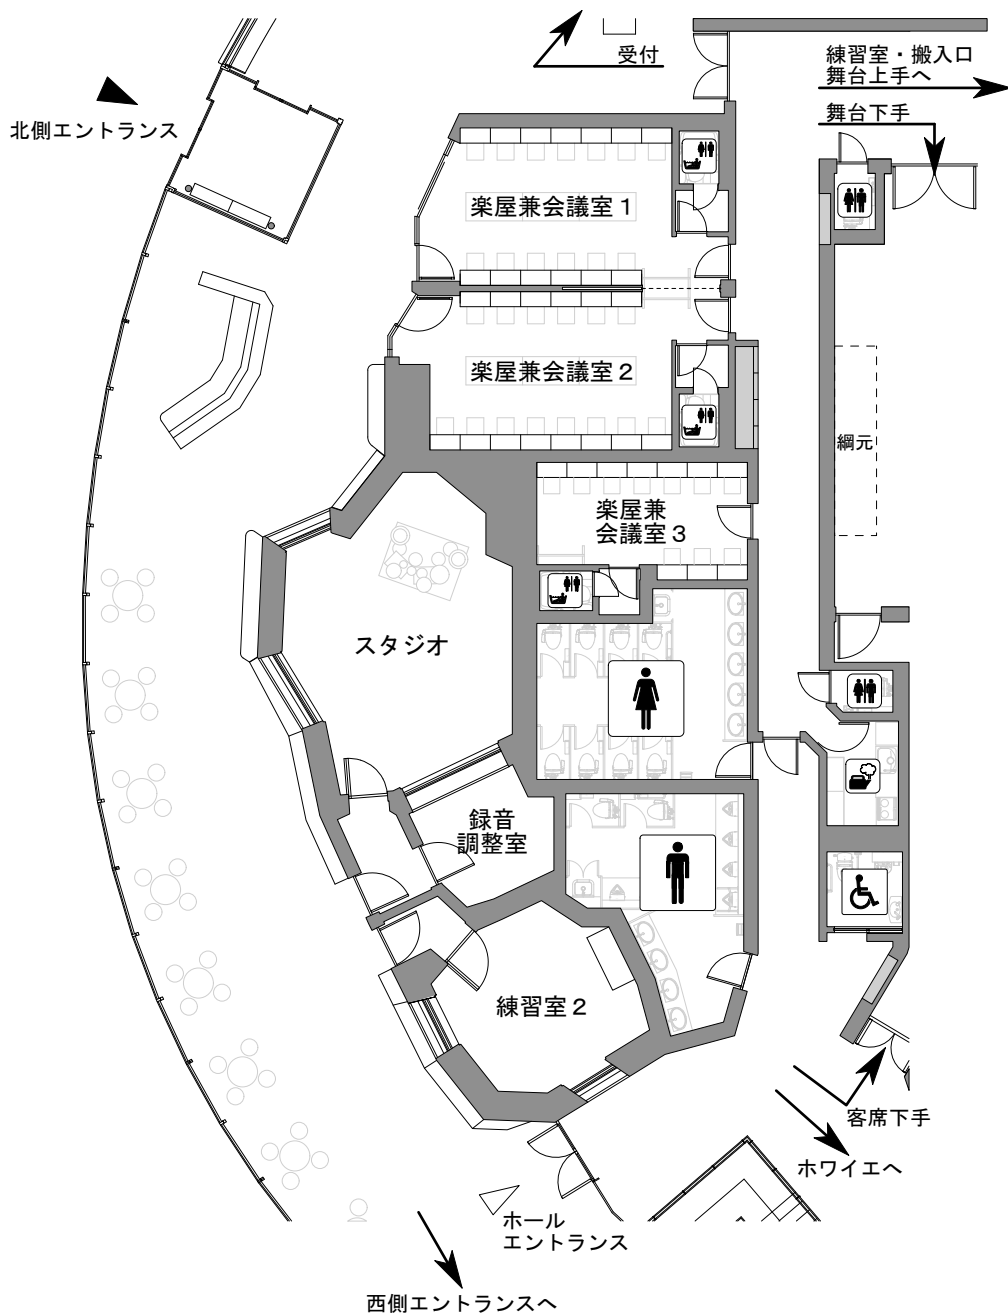 受付
練習室・搬入口
舞台上手へ
舞台下手
北側エントランス
楽屋兼会議室１
楽屋兼会議室２
綱元
楽屋兼
会議室３
スタジオ
録音
調整室
練習室２
客席下手
ホワイエへ
ホール
エントランス
西側エントランスへ